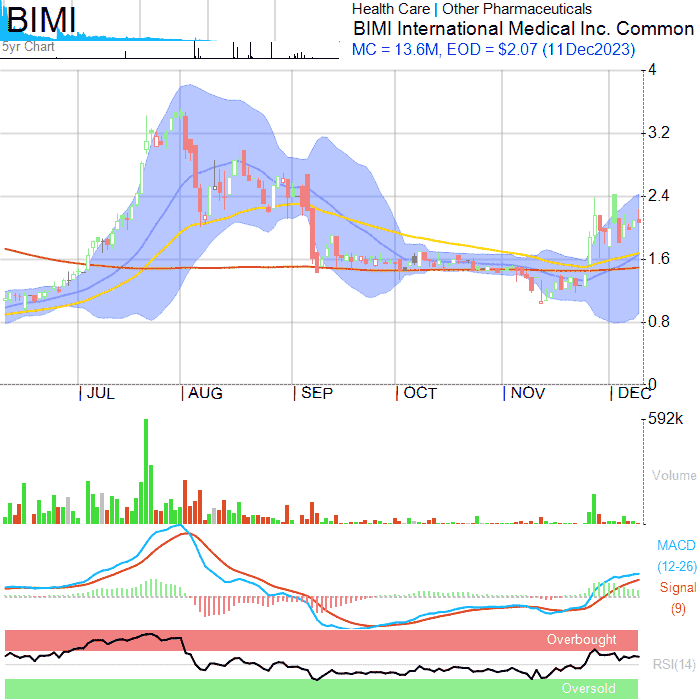 BIMI
5yr Chart
Health Care | Other Pharmaceuticals
BIMI International Medical Inc. Common
MC = 13.6M, EOD = $2.07 (11Dec2023)
4
3.2
2.4
1.6
0.8
0
JUL
AUG
SEP
OCT
NOV
DEC
592k
Volume
MACD
(12-26)
Signal
(9)
Overbought
RSI(14)
Oversold